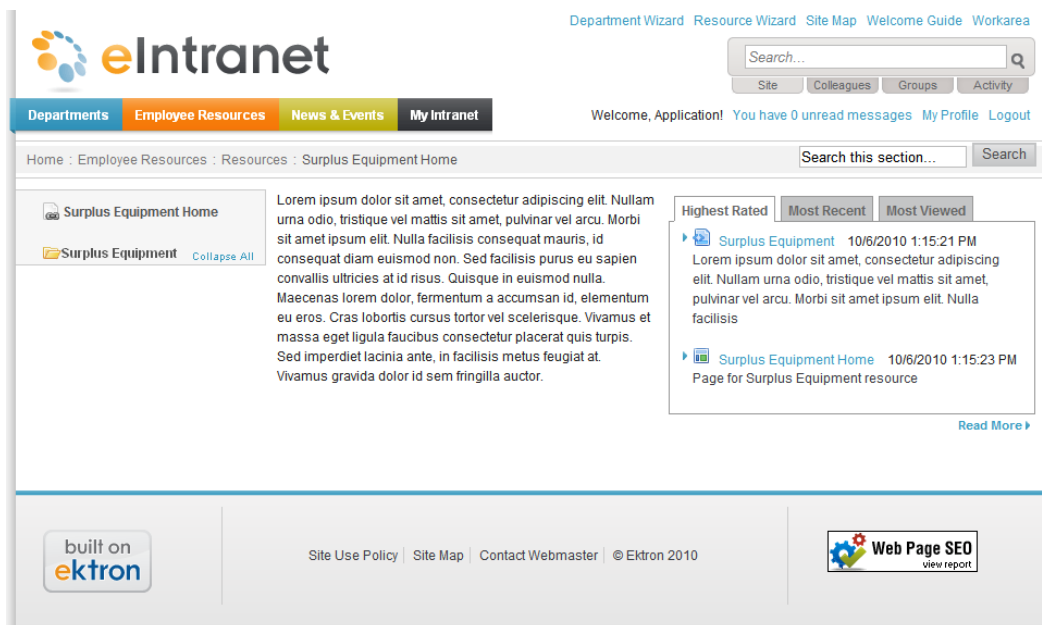 Department Wizard Resource Wizard Site Map Welcome Guide Workarea
eIntranet
Search...
Site Colleagues Groups Activity
Departments Employee Resources News & Events My Intranet
Welcome, Application! You have 0 unread messages My Profile Logout
Home : Employee Resources : Resources : Surplus Equipment Home
Search this section... Search
Surplus Equipment Home
Surplus Equipment Collapse All
Lorem ipsum dolor sit amet, consectetur adipiscing elit. Nullam
urna odio, tristique vel mattis sit amet, pulvinar vel arcu. Morbi
sit amet ipsum elit. Nulla facilisis consequat mauris, id
consequat diam euismod non. Sed facilisis purus eu sapien
convallis ultricies at id risus. Quisque in euismod nulla.
Maecenas lorem dolor, fermentum a accumsan id, elementum
eu eros. Cras lobortis cursus tortor vel scelerisque. Vivamus et
massa eget ligula faucibus consectetur placerat quis turpis.
Sed imperdiet lacinia ante, in facilisis metus feugiat at.
Vivamus gravida dolor id sem fringilla auctor.
Highest Rated Most Recent Most Viewed
Surplus Equipment 10/6/2010 1:15:21 PM
Lorem ipsum dolor sit amet, consectetur adipiscing
elit. Nullam urna odio, tristique vel mattis sit amet,
pulvinar vel arcu. Morbi sit amet ipsum elit. Nulla
facilisis
Surplus Equipment Home 10/6/2010 1:15:23 PM
Page for Surplus Equipment resource
Read More
built on
ektron
Site Use Policy Site Map Contact Webmaster © Ektron 2010
Web Page SEO
view report